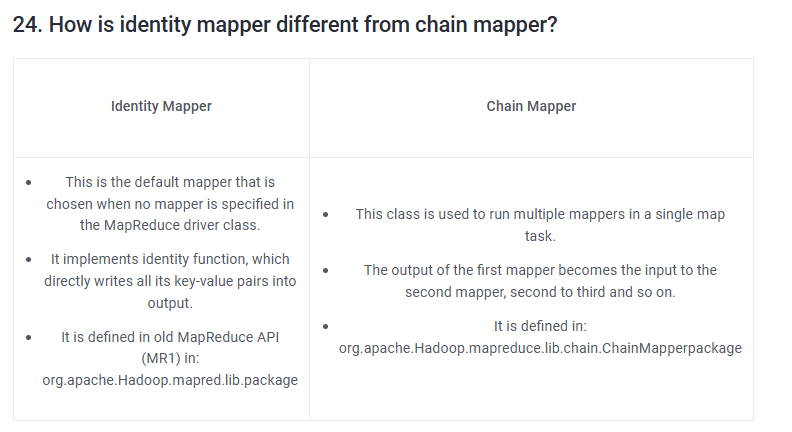 24. How is identity mapper different from chain mapper?
Identity Mapper
Chain Mapper
This is the default mapper that is
chosen when no mapper is specified in
the MapReduce driver class.
It implements identity function, which
directly writes all its key-value pairs into
output.
It is defined in old MapReduce API
(MR1) in:
org.apache.Hadoop.mapred.lib.package
This class is used to run multiple mappers in a single map
task.
The output of the first mapper becomes the input to the
second mapper, second to third and so on.
It is defined in:
org.apache.Hadoop.mapreduce.lib.chain.ChainMapperpackage